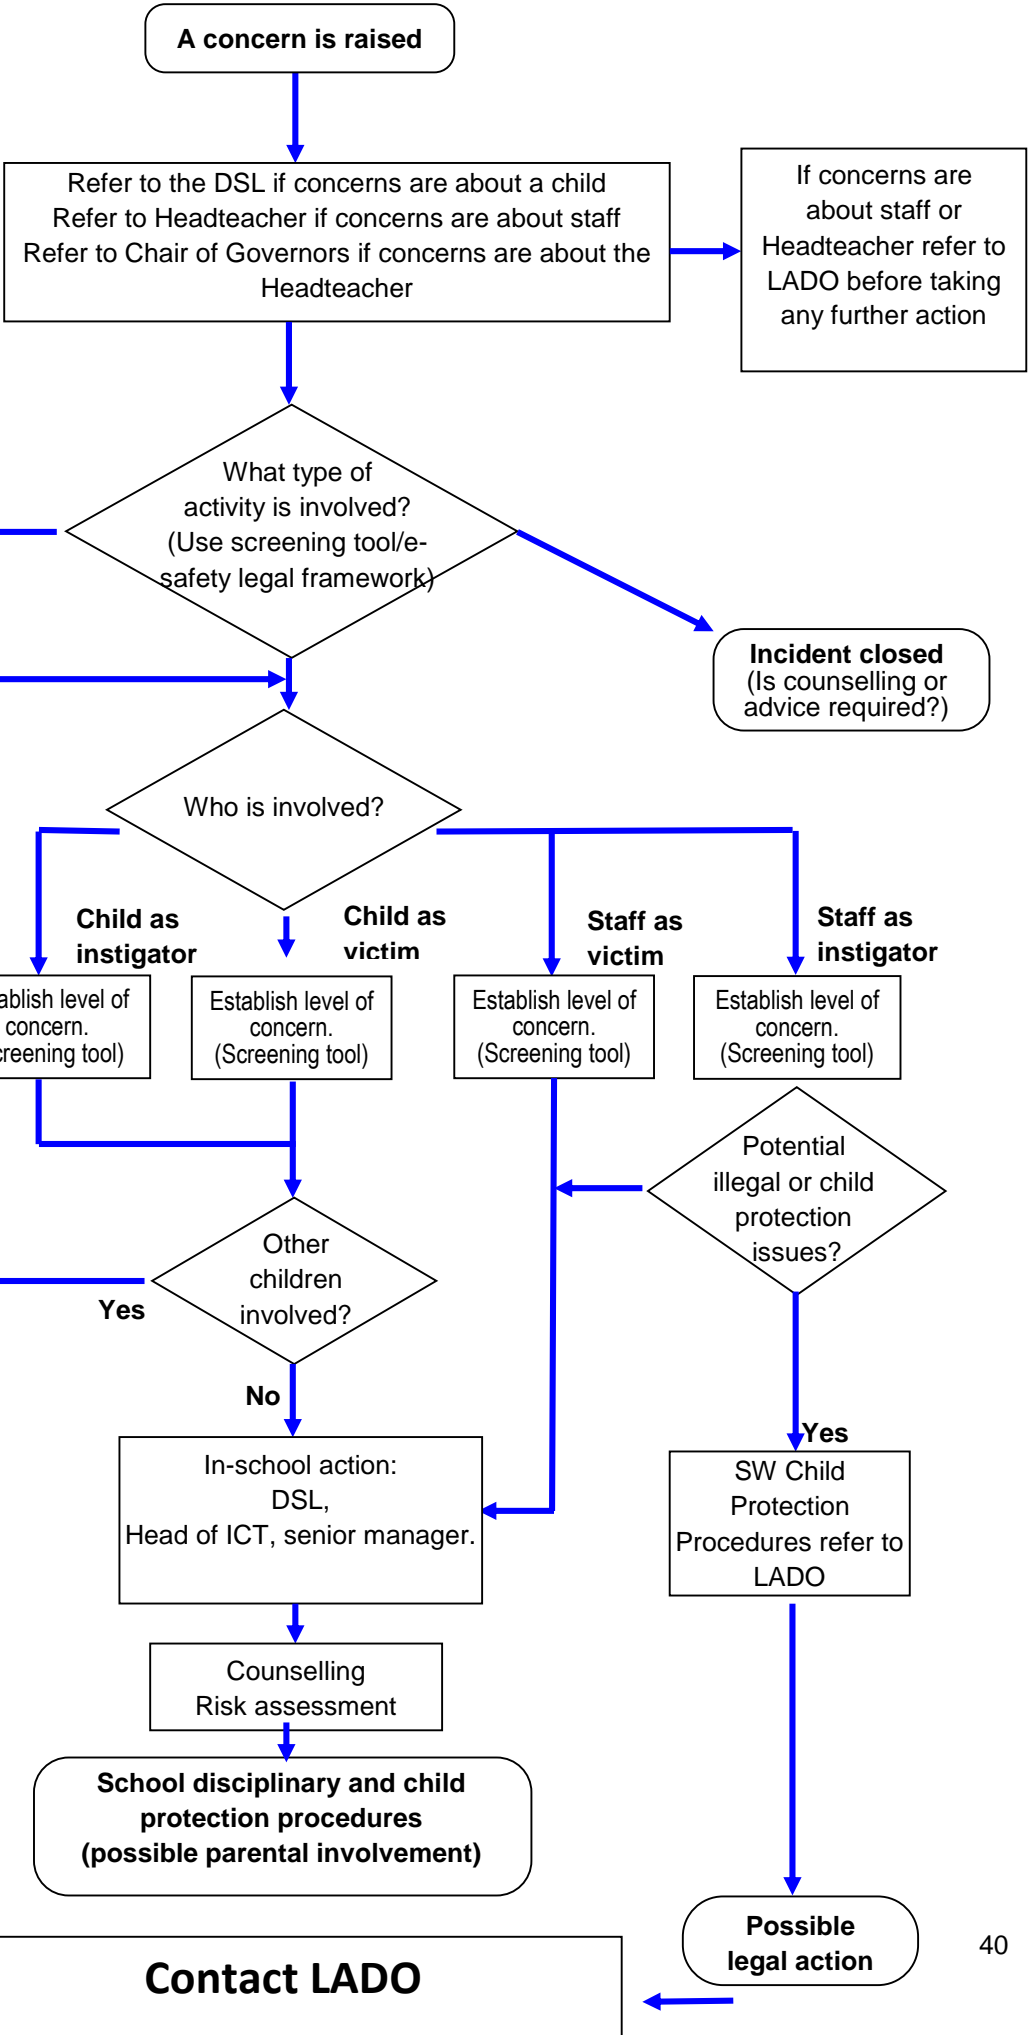 A concern is raised
Refer to the DSL if concerns are about a child
Refer to Headteacher if concerns are about staff
Refer to Chair of Governors if concerns are about the
Headteacher
If concerns are
about staff or
Headteacher refer to
LADO before taking
any further action
What type of
activity is involved?
(Use screening tool/e-
safety legal framework)
Incident closed
(Is counselling or
advice required?)
Who is involved?
Child as
instigator
Child as
victim
Staff as
victim
Staff as
instigator
ablish level of
concern.
creening tool)
Establish level of
concern.
(Screening tool)
Establish level of
concern.
(Screening tool)
Establish level of
concern.
(Screening tool)
Potential
illegal or child
protection
issues?
Other
children
involved?
Yes
No
Yes
In-school action:
DSL,
Head of ICT, senior manager.
SW Child
Protection
Procedures refer to
LADO
Counselling
Risk assessment
School disciplinary and child
protection procedures
(possible parental involvement)
Possible
legal action
40
Contact LADO